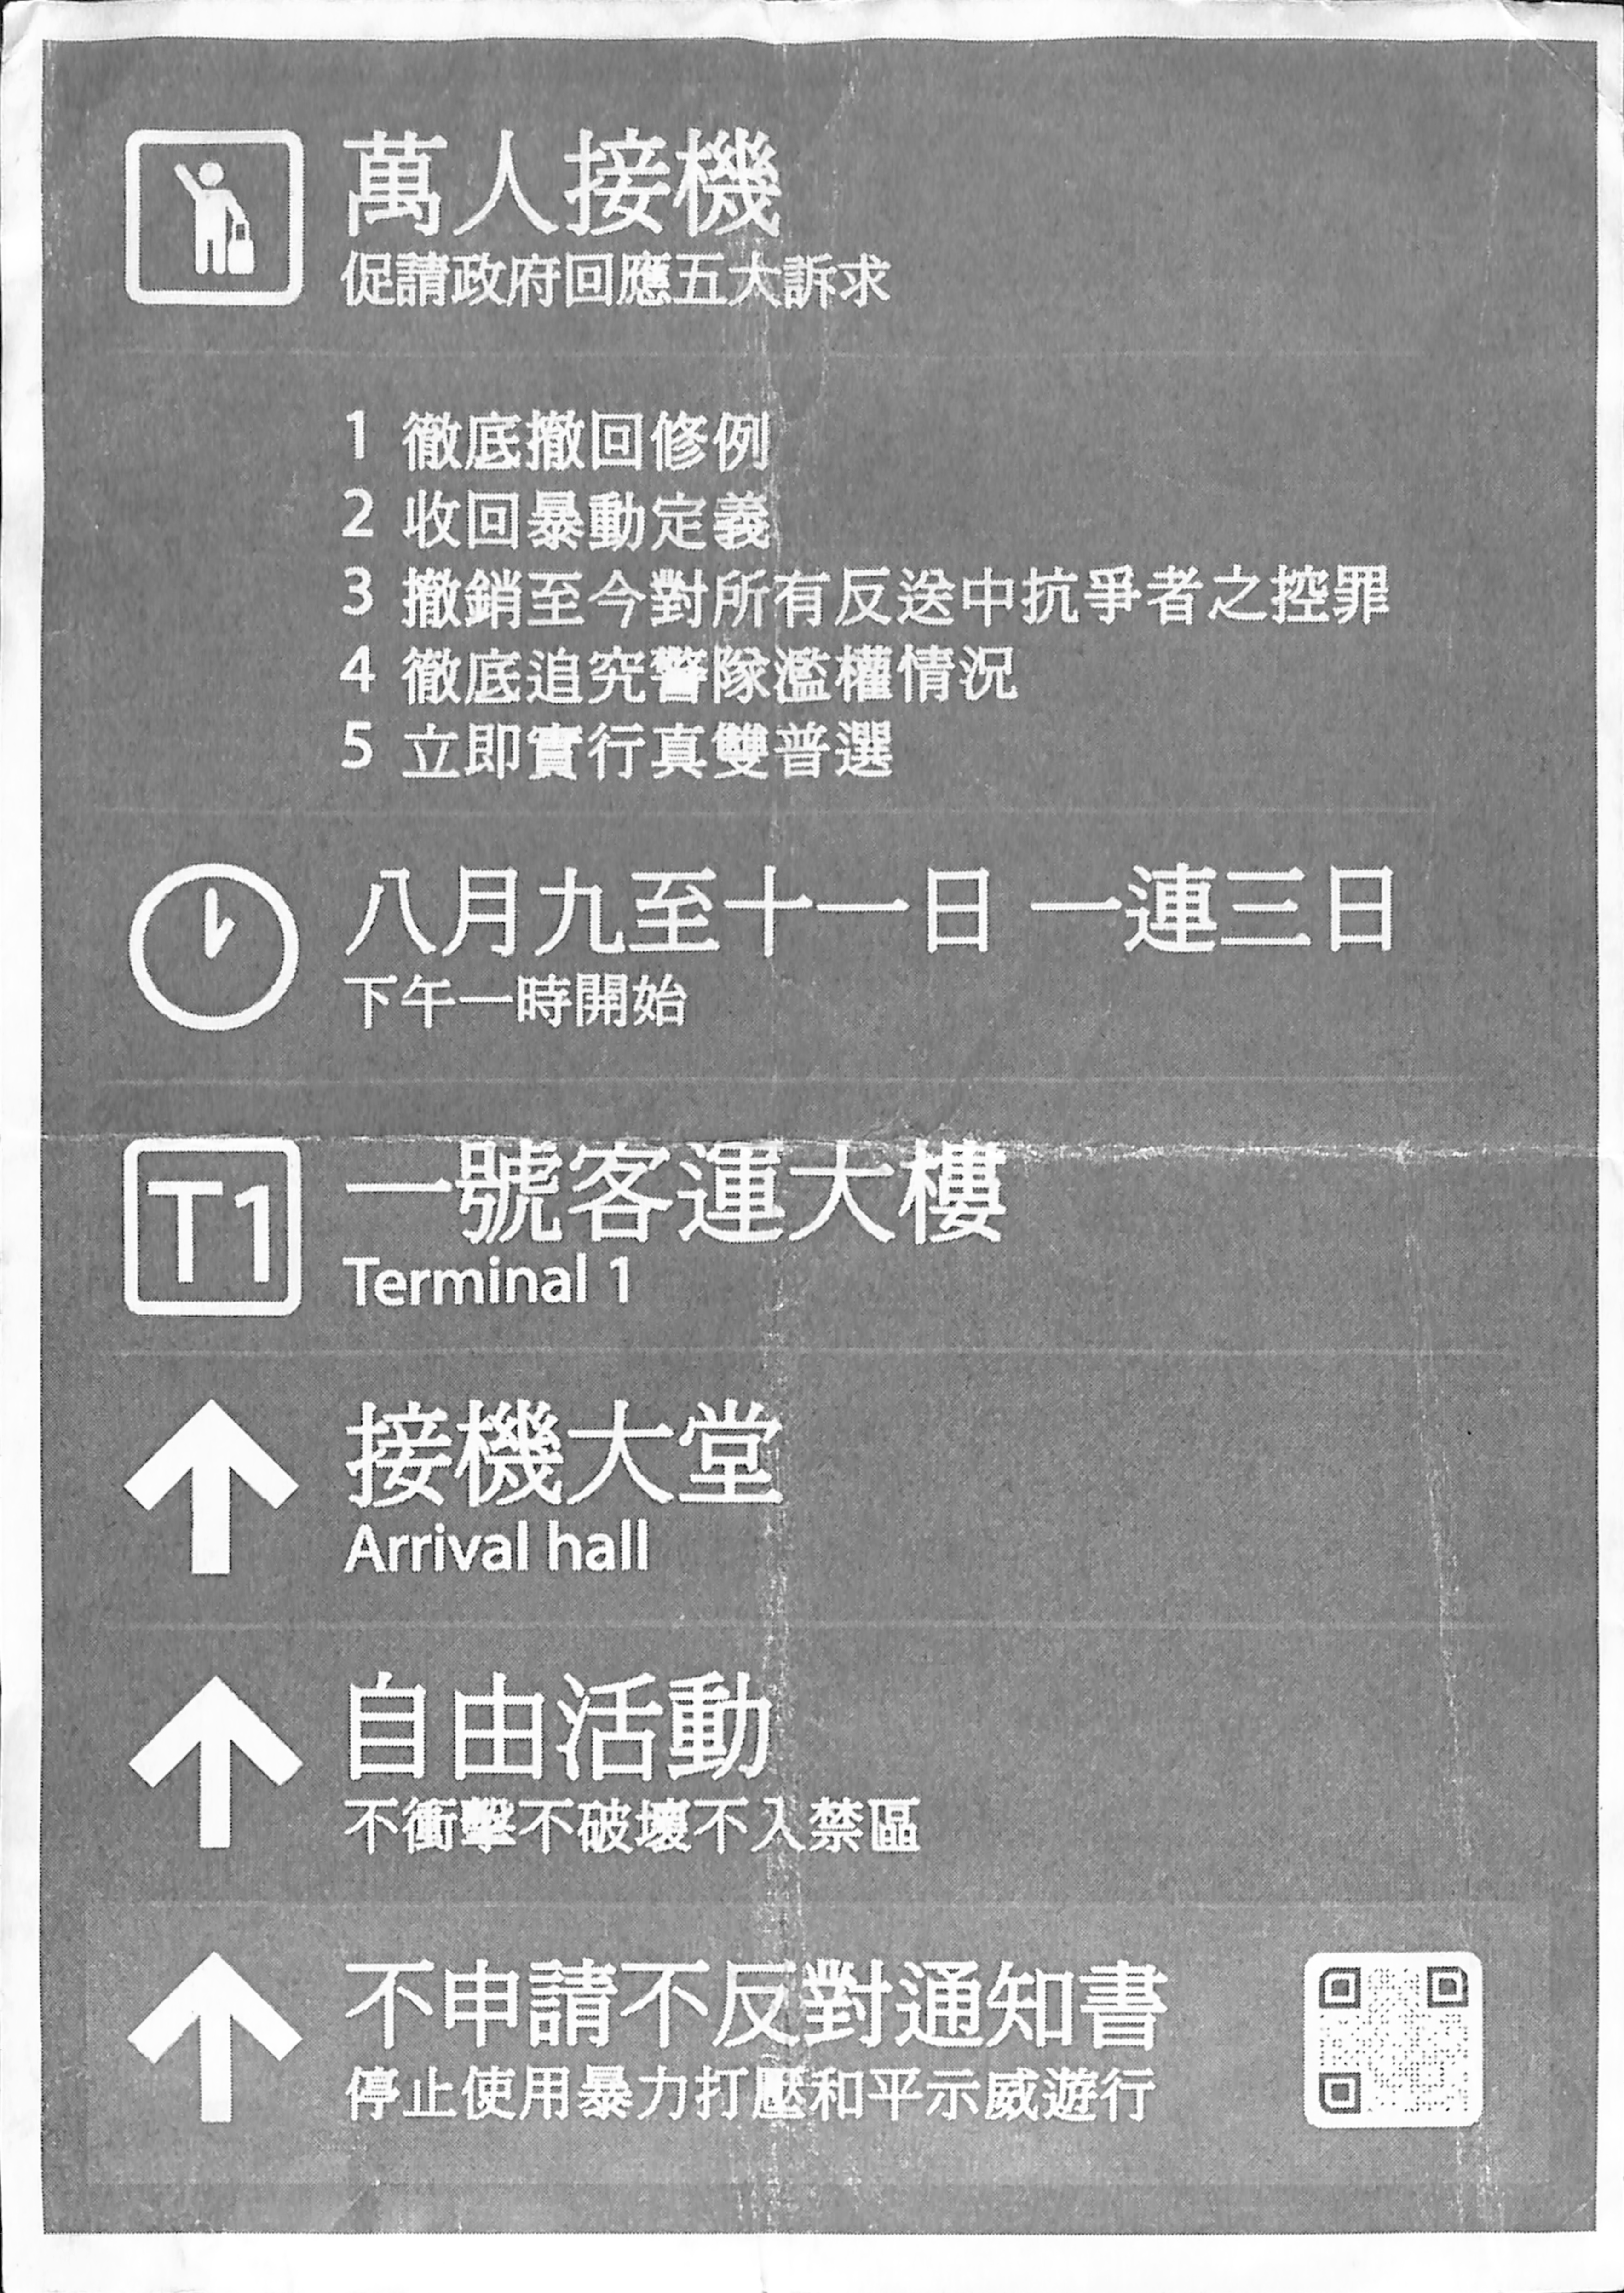 萬人接機
促請政府回應五大訴求
1 徹底撤回修例
2 收回暴動定義
3 撤銷至今對所有反送中抗爭者之控罪
4 徹底追究警隊濫權情況
5 立即實行真雙普選
八月九至十一日 一連三日
下午一時開始
T1
一號客運大樓
Terminal 1
接機大堂
Arrival hall
自由活動
不衝擊不破壞不入禁區
不申請不反對通知書
停止使用暴力打壓和平示威遊行